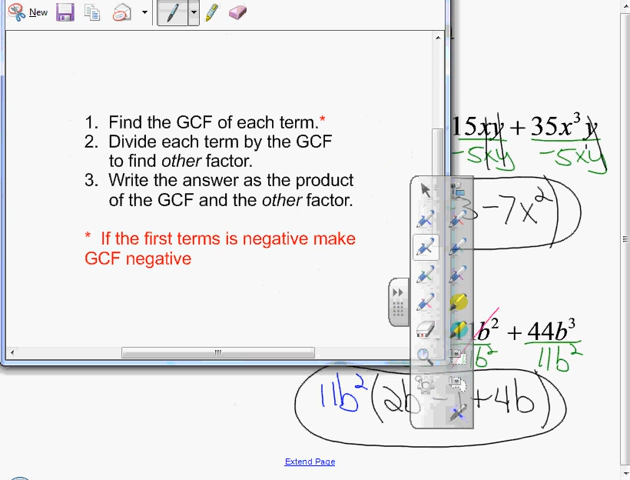 New
1. Find the GCF of each term.*
2. Divide each term by the GCF
to find other factor.
3. Write the answer as the product
of the GCF and the other factor.
* If the first terms is negative make
GCF negative
15xy + 35x³y
-5xy -5xy
3 - 7x²)
b² + 44b³
b² 11b²
11b²(2b - 1 + 4b)
Extend Page